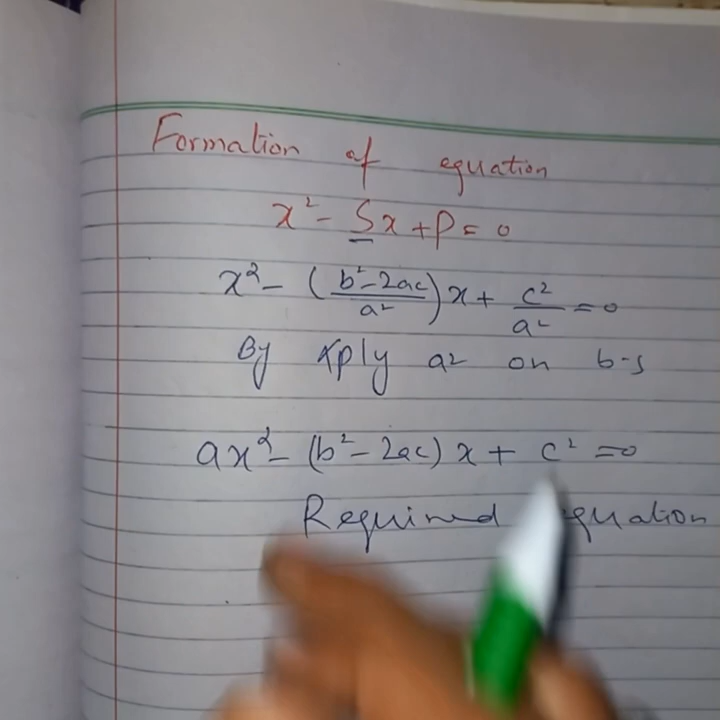 Formation of equation
x² - Sx + P = 0
x² - (b² - 2ac / a²) x + c² / a² = 0
By xply a² on b-s
ax² - (b² - 2ac) x + c² = 0
Required equation